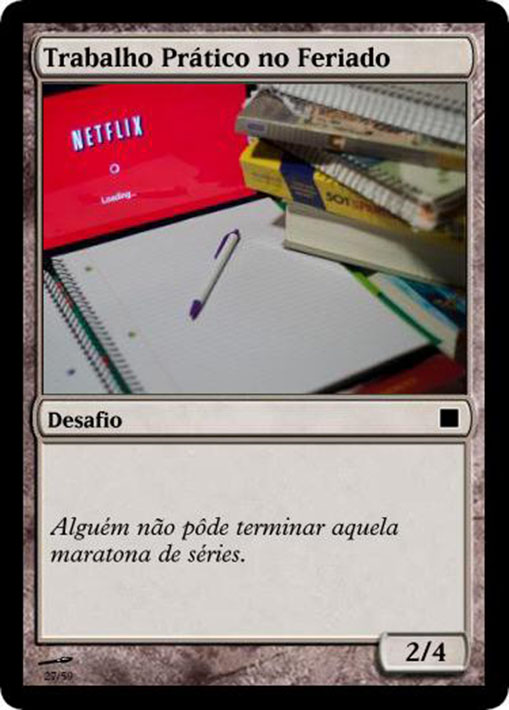 Trabalho Prático no Feriado
NETFLIX
Loading...
501
Desafio
Alguém não pôde terminar aquela
maratona de séries.
2/4
27/50